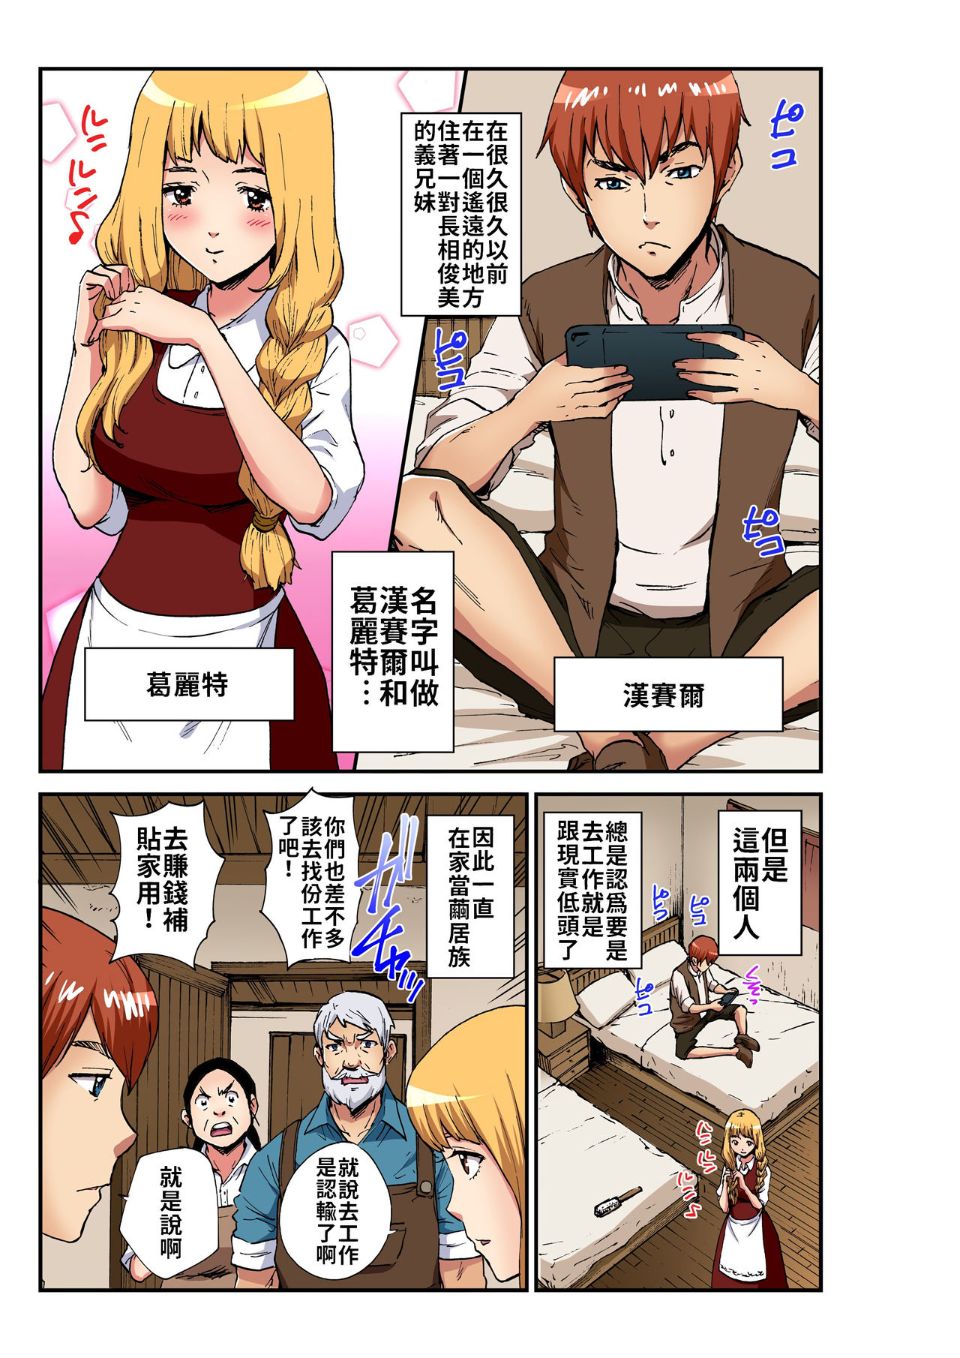 在很久很久以前
在一個遙遠的地方
住著一對長相俊美
的義兄妹
ピコ
ピコ
ピコ
ルン
ルン♪
名字叫做
漢賽爾和
葛麗特…
漢賽爾
葛麗特
但是
這兩個人
總是認為要是
去工作就是
跟現實低頭了
ピコ
ピコ
ピコ
ルン
ルン♪
因此一直
在家當繭居族
ガチャッ
你們也差不多
該去找份工作
了吧！
去賺錢補
貼家用！
就說去工作
是認輸了啊
就是說啊